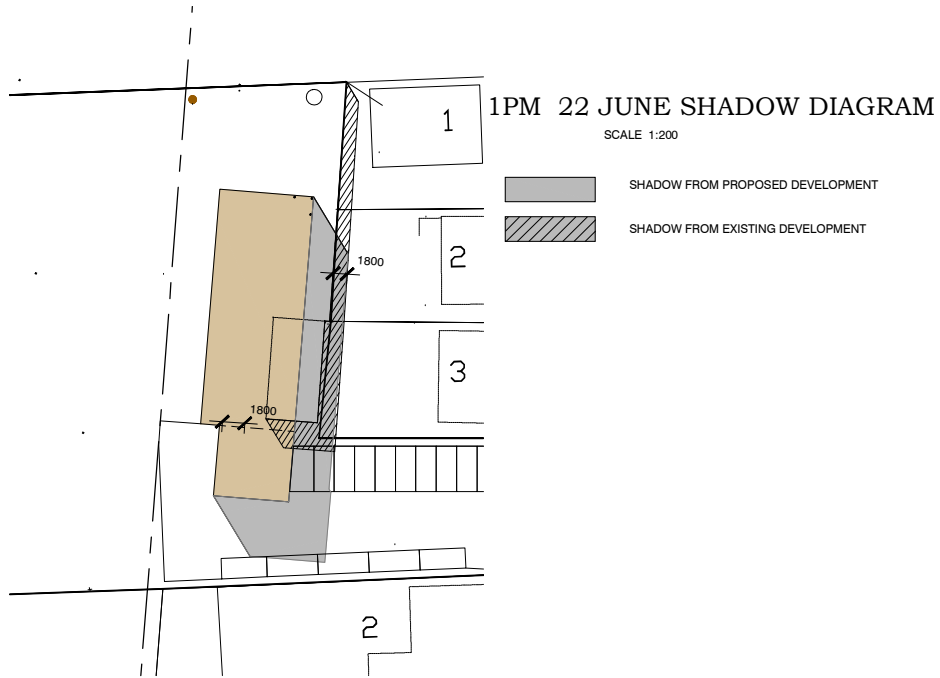 1PM 22 JUNE SHADOW DIAGRAM
SCALE 1:200
SHADOW FROM PROPOSED DEVELOPMENT
SHADOW FROM EXISTING DEVELOPMENT
1
2
1800
3
1800
2